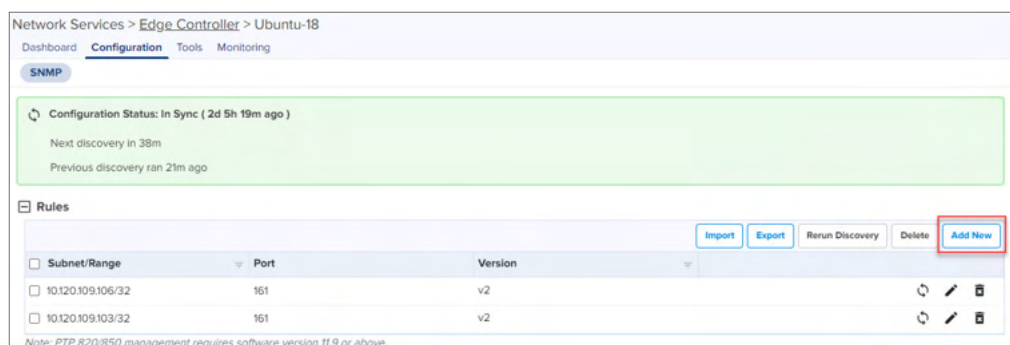 Network Services > Edge Controller > Ubuntu-18
Dashboard Configuration Tools Monitoring
SNMP
Configuration Status: In Sync ( 2d 5h 19m ago )
Next discovery in 38m
Previous discovery ran 21m ago
Rules
Import Export Rerun Discovery Delete Add New
Subnet/Range Port Version
10.120.109.106/32 161 v2
10.120.109.103/32 161 v2
Note: PTP 820/850 management requires software version 11.9 or above.